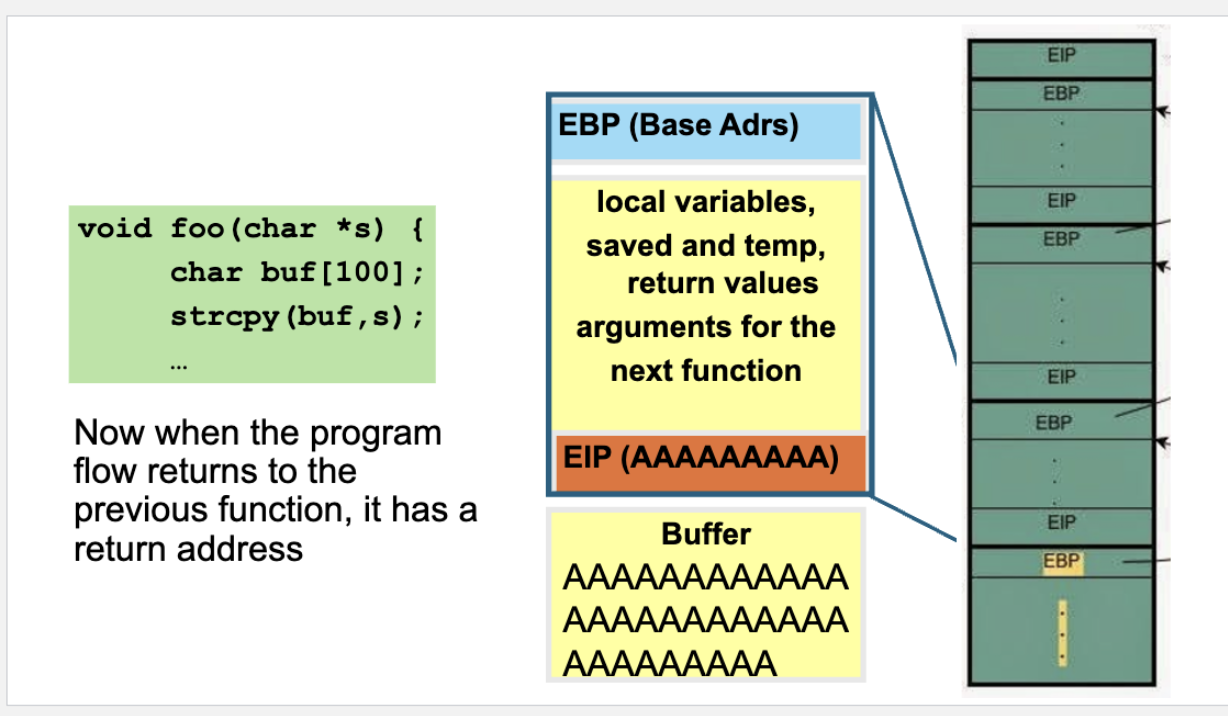 void foo(char *s) {
char buf[100];
strcpy(buf,s);
…
Now when the program
flow returns to the
previous function, it has a
return address
EBP (Base Adrs)
local variables,
saved and temp,
return values
arguments for the
next function
EIP (AAAAAAAAA)
Buffer
AAAAAAAAAAAA
AAAAAAAAAAAA
AAAAAAAAA
EIP
EBP
EIP
EBP
EIP
EBP
EIP
EBP